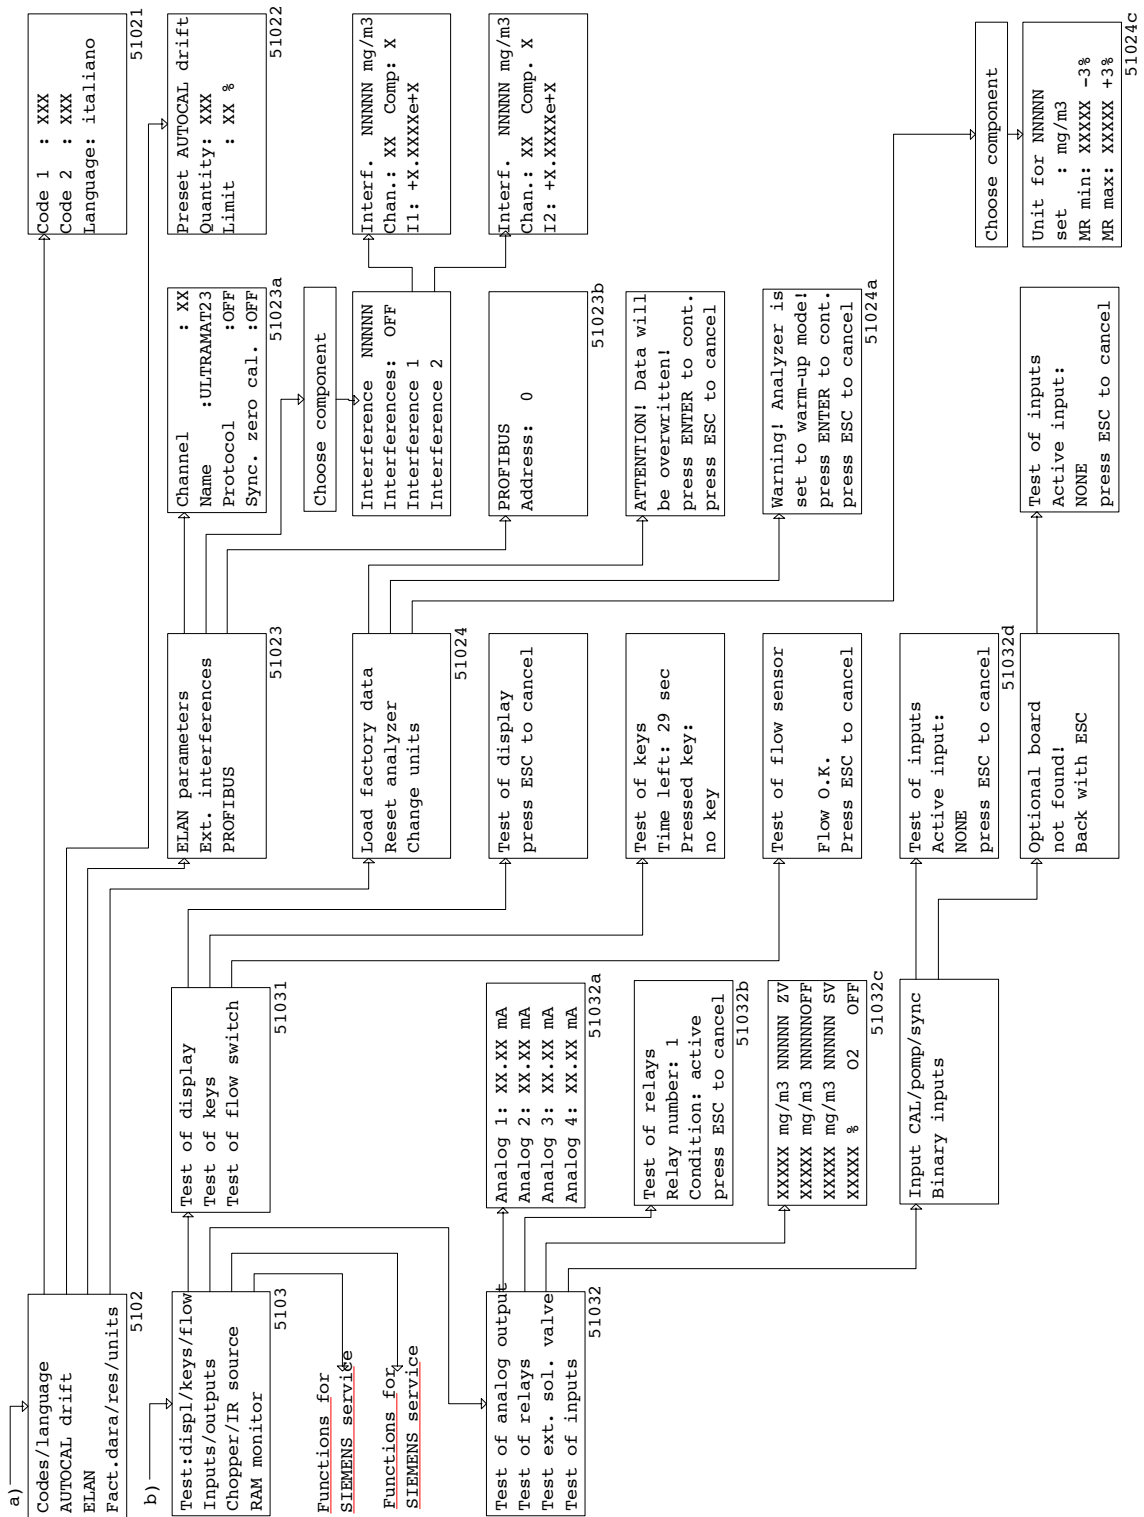 a)
Codes/language
AUTOCAL drift
ELAN
Fact.dara/res/units
5102
Code 1 : XXX
Code 2 : XXX
Language: italiano
51021
Preset AUTOCAL drift
Quantity: XXX
Limit : XX %
51022
ELAN parameters
Ext. interferences
PROFIBUS
51023
Channel : XX
Name :ULTRAMAT23
Protocol :OFF
Sync. zero cal. :OFF
51023a
Choose component
Interference NNNNN
Interferences: OFF
Interference 1
Interference 2
Interf. NNNNN mg/m3
Chan.: XX Comp: X
I1: +X.XXXXe+X
Interf. NNNNN mg/m3
Chan.: XX Comp. X
I2: +X.XXXXe+X
PROFIBUS
Address: 0
51023b
Load factory data
Reset analyzer
Change units
51024
ATTENTION! Data will
be overwritten!
press ENTER to cont.
press ESC to cancel
Warning! Analyzer is
set to warm-up mode!
press ENTER to cont.
press ESC to cancel
51024a
Choose component
Unit for NNNNN
set : mg/m3
MR min: XXXXX -3%
MR max: XXXXX +3%
51024c
b)
Test:displ/keys/flow
Inputs/outputs
Chopper/IR source
RAM monitor
5103
Functions for
SIEMENS service
Functions for
SIEMENS service
Test of display
Test of keys
Test of flow switch
51031
Test of display
press ESC to cancel
Test of keys
Time left: 29 sec
Pressed key:
no key
Test of flow sensor
Flow O.K.
Press ESC to cancel
Test of analog output
Test of relays
Test ext. sol. valve
Test of inputs
51032
Analog 1: XX.XX mA
Analog 2: XX.XX mA
Analog 3: XX.XX mA
Analog 4: XX.XX mA
51032a
Test of relays
Relay number: 1
Condition: active
press ESC to cancel
51032b
XXXXX mg/m3 NNNNN ZV
XXXXX mg/m3 NNNNNOFF
XXXXX mg/m3 NNNNN SV
XXXXX % O2 OFF
51032c
Input CAL/pomp/sync
Binary inputs
Test of inputs
Active input:
NONE
press ESC to cancel
51032d
Optional board
not found!
Back with ESC
Test of inputs
Active input:
NONE
press ESC to cancel